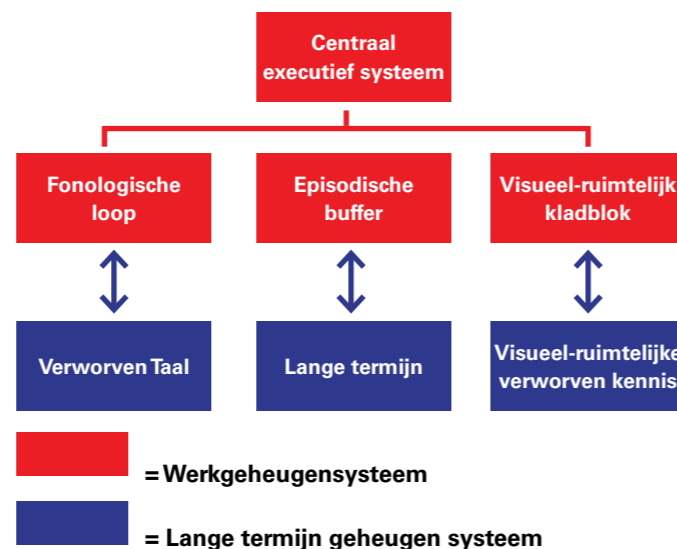 Centraal
executief systeem
Fonologische
loop
Episodische
buffer
Visueel-ruimtelijk
kladblok
Verworven Taal
Lange termijn
Visueel-ruimtelijke
verworven kennis
= Werkgeheugensysteem
= Lange termijn geheugen systeem